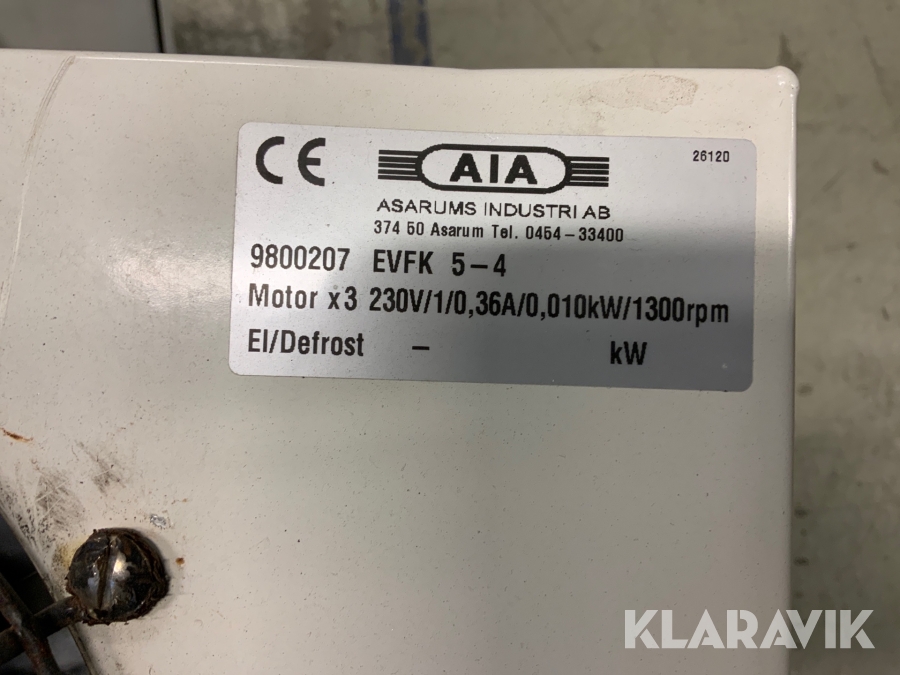 CE
AIA
26120
ASARUMS INDUSTRI AB
374 50 Asarum Tel. 0454-33400
9800207 EVFK 5-4
Motor x3 230V/1/0,36A/0,010kW/1300rpm
El/Defrost - kW
KLARAVIK